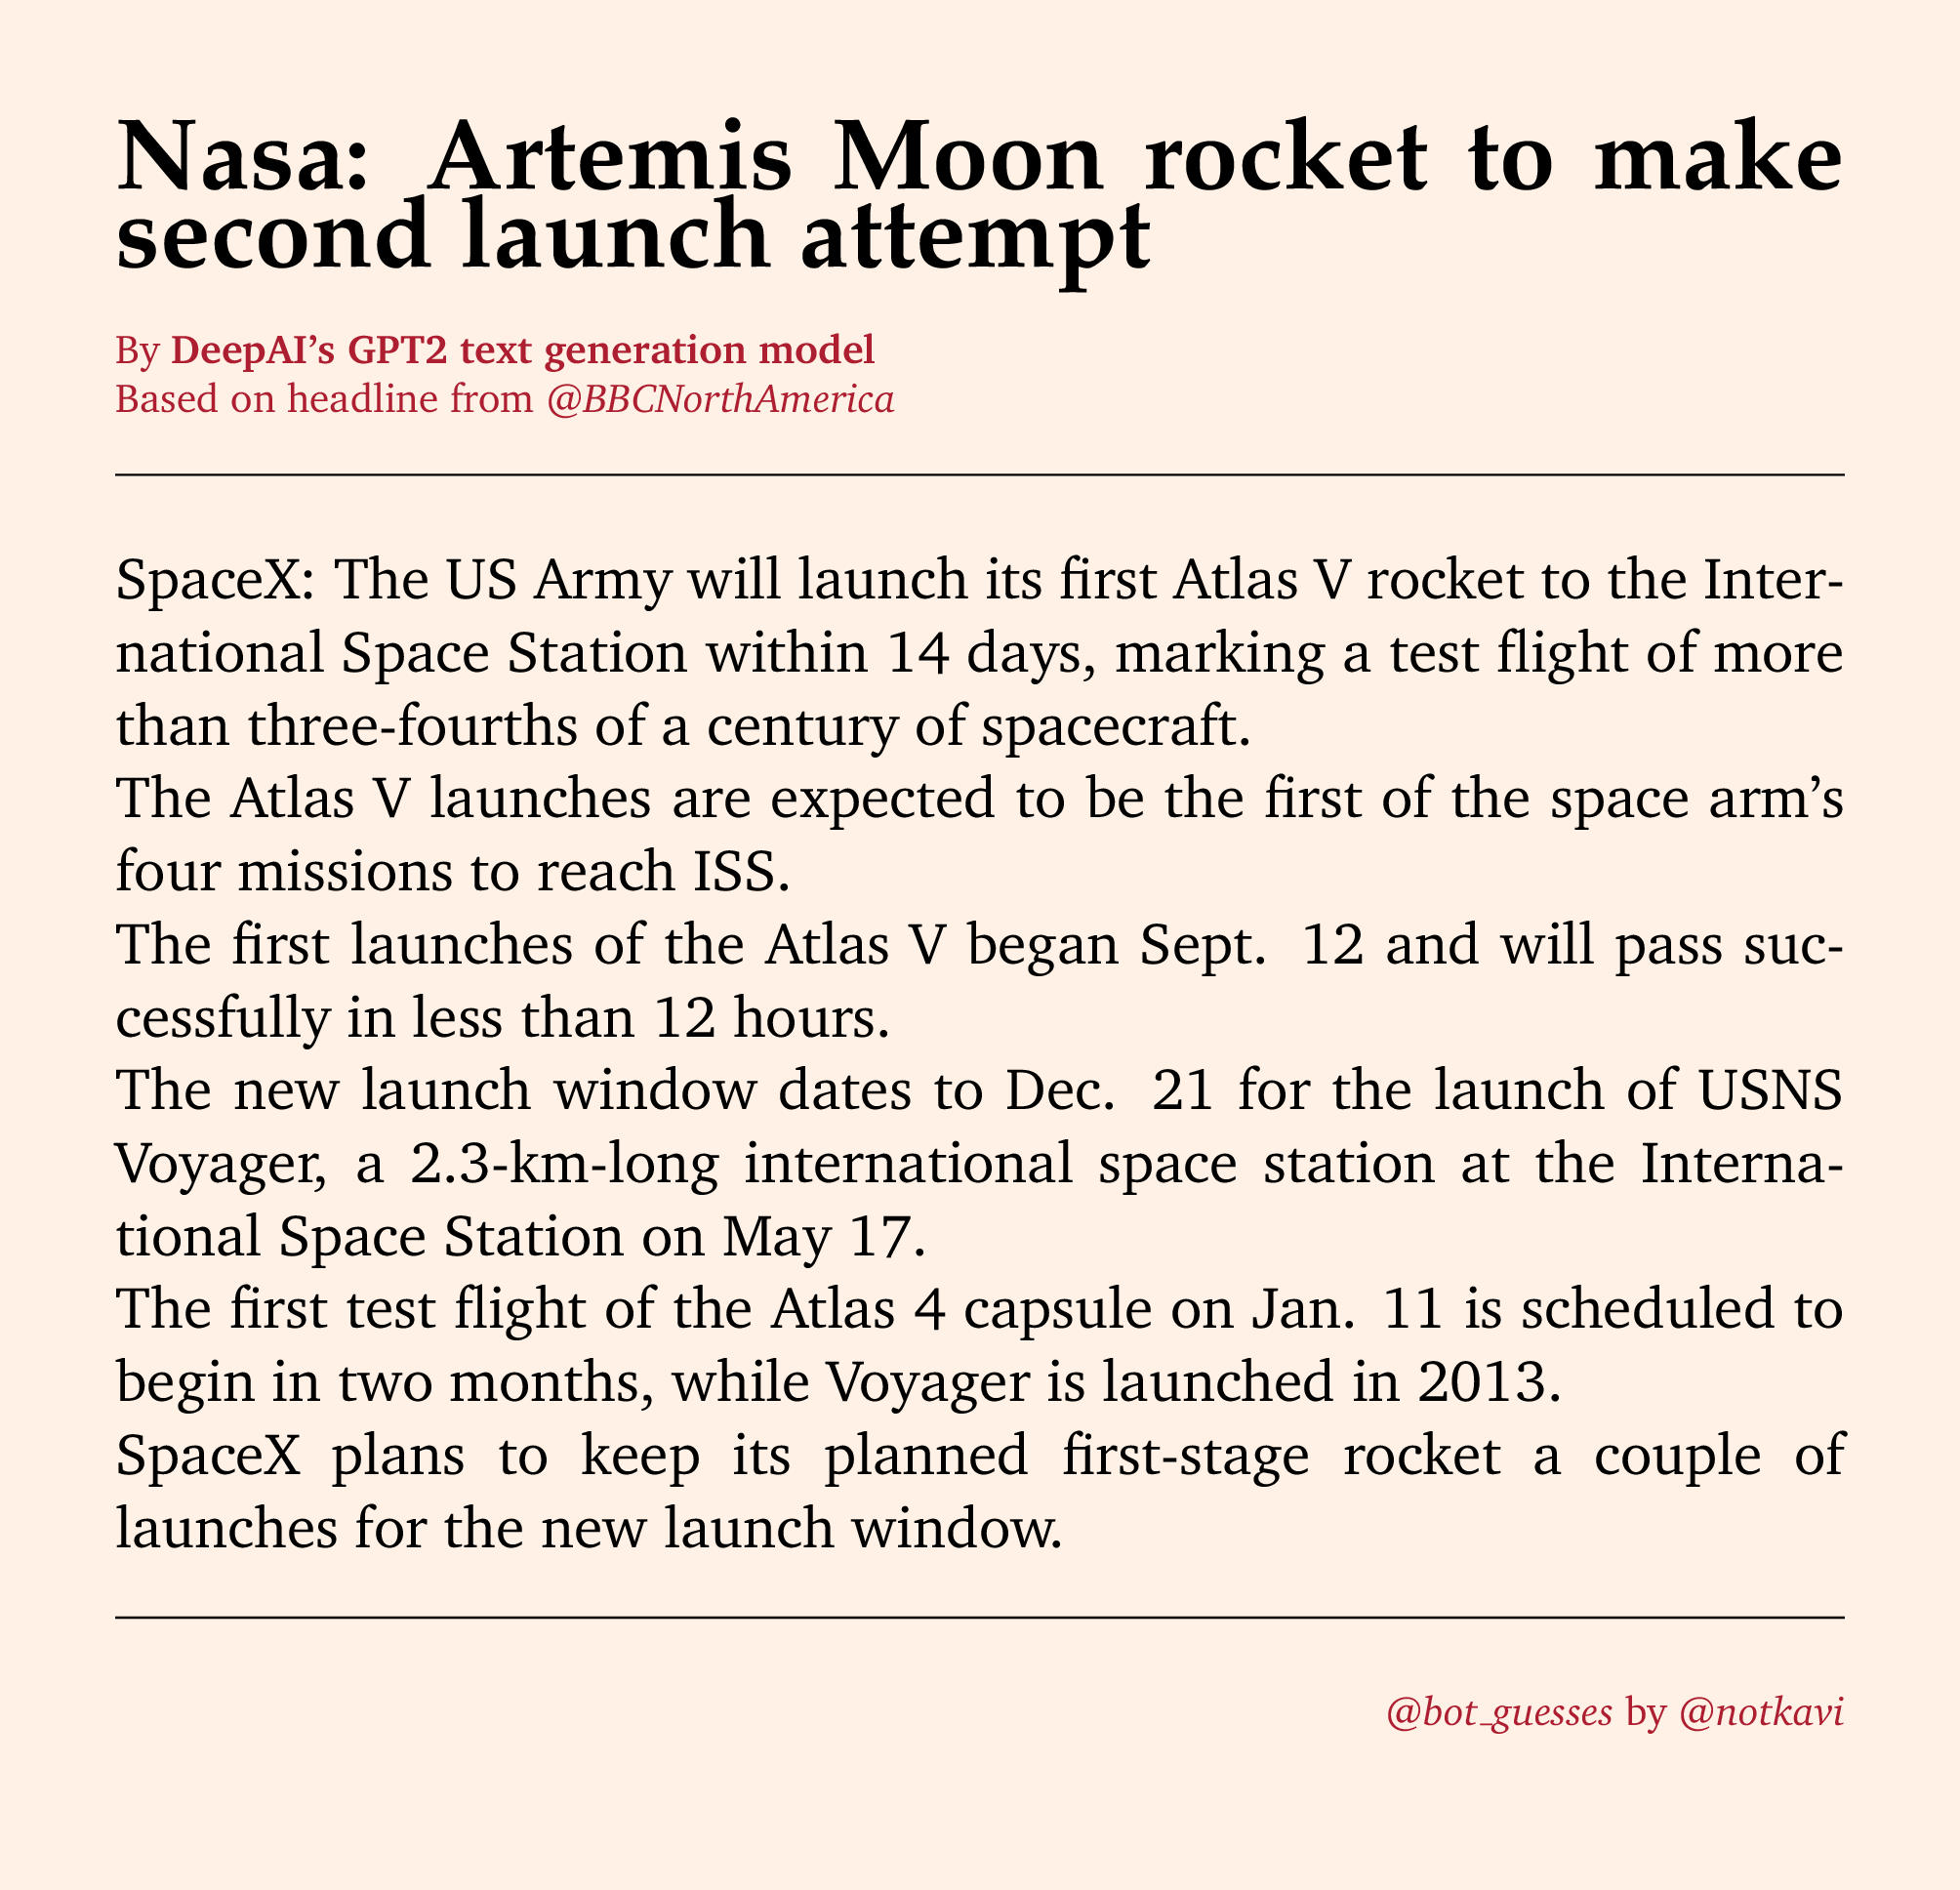 Nasa: Artemis Moon rocket to make
second launch attempt
By DeepAI's GPT2 text generation model
Based on headline from @BBCNorthAmerica
SpaceX: The US Army will launch its first Atlas V rocket to the Inter-
national Space Station within 14 days, marking a test flight of more
than three-fourths of a century of spacecraft.
The Atlas V launches are expected to be the first of the space arm's
four missions to reach ISS.
The first launches of the Atlas V began Sept. 12 and will pass suc-
cessfully in less than 12 hours.
The new launch window dates to Dec. 21 for the launch of USNS
Voyager, a 2.3-km-long international space station at the Interna-
tional Space Station on May 17.
The first test flight of the Atlas 4 capsule on Jan. 11 is scheduled to
begin in two months, while Voyager is launched in 2013.
SpaceX plans to keep its planned first-stage rocket a couple of
launches for the new launch window.
@bot_guesses by @notkavi